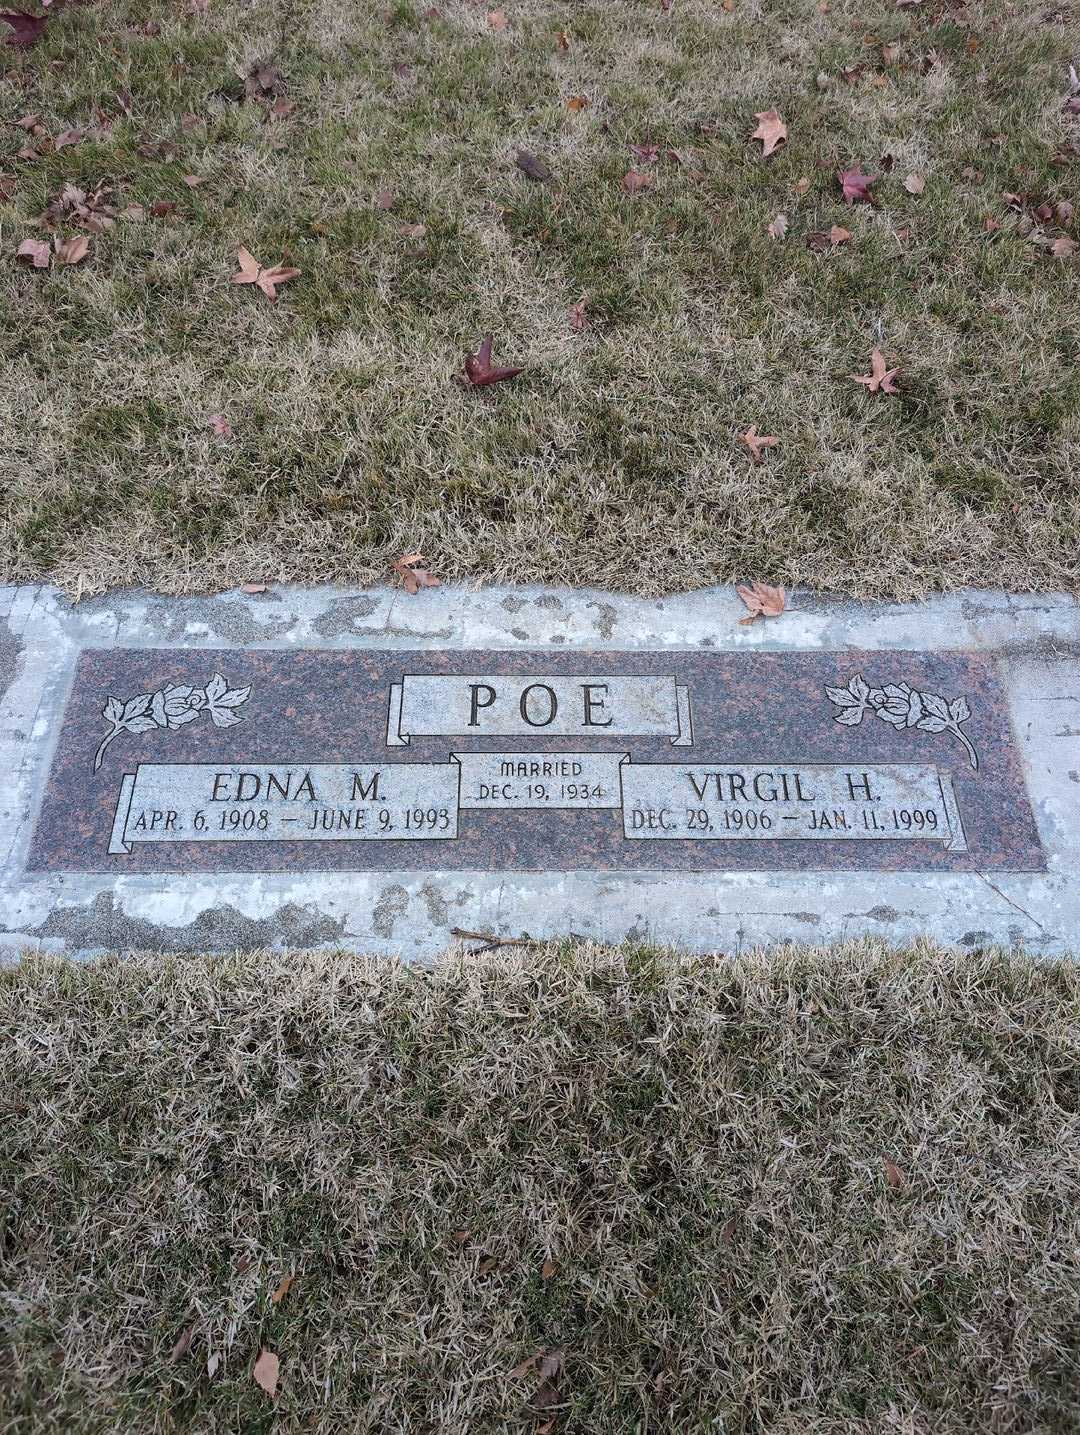 POE
MARRIED
DEC. 19, 1934
EDNA M.
APR. 6, 1908 – JUNE 9, 1993
VIRGIL H.
DEC. 29, 1906 – JAN. 11, 1999